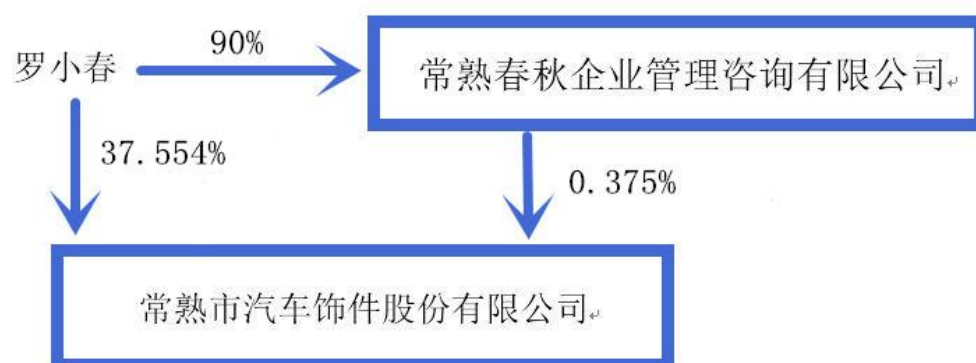 90%
罗小春
常熟春秋企业管理咨询有限公司
37.554%
0.375%
常熟市汽车饰件股份有限公司